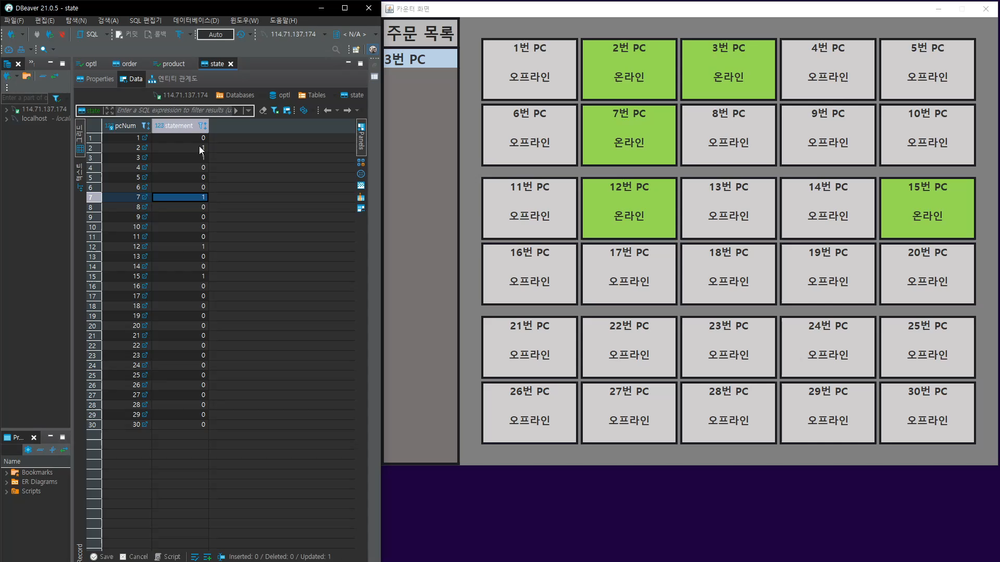 DBeaver 21.0.5 - state
파일(F) 편집(E) 탐색(N) 검색(A) SQL 편집기 데이터베이스(D) 윈도우(W) 도움말(H)
SQL 커밋 롤백 Auto 114.71.137.174 < N/A >
optl order product state
Properties Data 엔티티 관계도
114.71.137.174 Databases optl Tables state
Enter a part of o
114.71.137.174
localhost - local
state Enter a SQL expression to filter results (u
그리드
텍스트
Record
Panels
123 pcNum 123 statement
1 1 0
2 2 1
3 3 1
4 4 0
5 5 0
6 6 0
7 7 1
8 8 0
9 9 0
10 10 0
11 11 0
12 12 1
13 13 0
14 14 0
15 15 1
16 16 0
17 17 0
18 18 0
19 19 0
20 20 0
21 21 0
22 22 0
23 23 0
24 24 0
25 25 0
26 26 0
27 27 0
28 28 0
29 29 0
30 30 0
Pr...
Name
Bookmarks
ER Diagrams
Scripts
Save Cancel Script Inserted: 0 / Deleted: 0 / Updated: 1
카운터 화면
주문 목록
3번 PC
1번 PC 2번 PC 3번 PC 4번 PC 5번 PC
오프라인 온라인 온라인 오프라인 오프라인
6번 PC 7번 PC 8번 PC 9번 PC 10번 PC
오프라인 온라인 오프라인 오프라인 오프라인
11번 PC 12번 PC 13번 PC 14번 PC 15번 PC
오프라인 온라인 오프라인 오프라인 온라인
16번 PC 17번 PC 18번 PC 19번 PC 20번 PC
오프라인 오프라인 오프라인 오프라인 오프라인
21번 PC 22번 PC 23번 PC 24번 PC 25번 PC
오프라인 오프라인 오프라인 오프라인 오프라인
26번 PC 27번 PC 28번 PC 29번 PC 30번 PC
오프라인 오프라인 오프라인 오프라인 오프라인